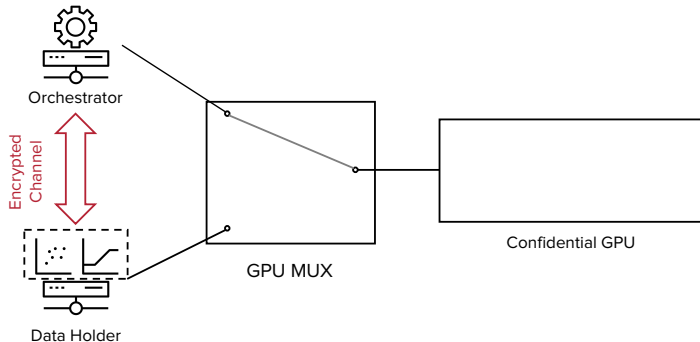 Orchestrator
Encrypted
Channel
GPU MUX
Confidential GPU
Data Holder